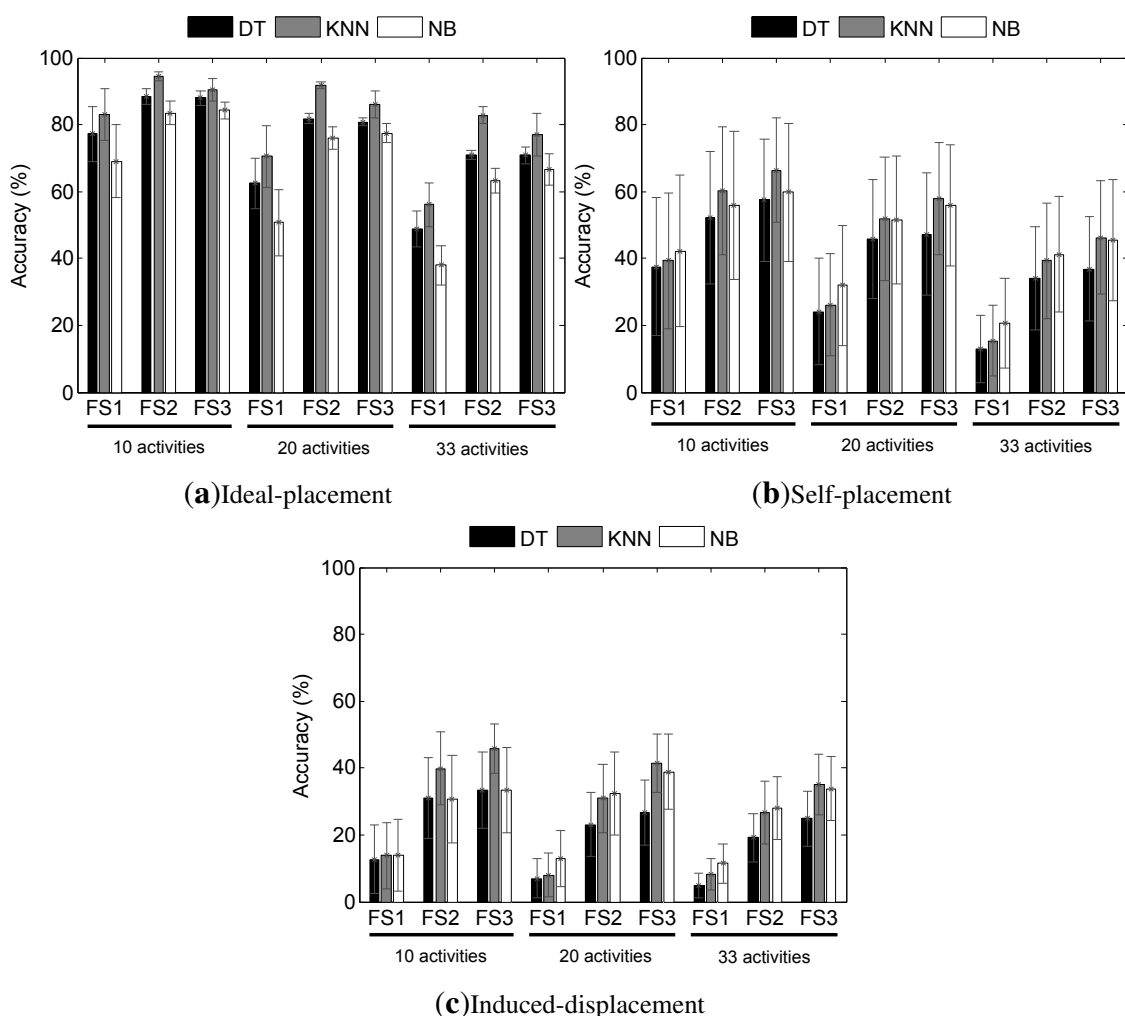 DT KNN NB
100
80
60
40
20
0
Accuracy (%)
FS1 FS2 FS3 FS1 FS2 FS3 FS1 FS2 FS3
10 activities 20 activities 33 activities
(a)Ideal-placement
DT KNN NB
100
80
60
40
20
0
Accuracy (%)
FS1 FS2 FS3 FS1 FS2 FS3 FS1 FS2 FS3
10 activities 20 activities 33 activities
(b)Self-placement
DT KNN NB
100
80
60
40
20
0
Accuracy (%)
FS1 FS2 FS3 FS1 FS2 FS3 FS1 FS2 FS3
10 activities 20 activities 33 activities
(c)Induced-displacement